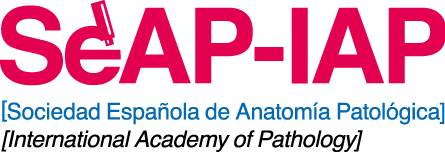 SeAP-IAP
[Sociedad Española de Anatomía Patológica]
[International Academy of Pathology]